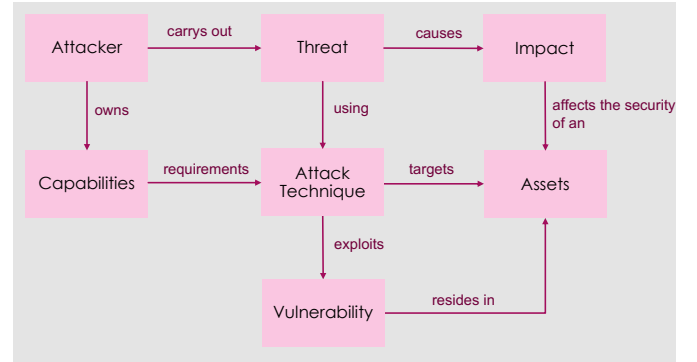 Attacker
carrys out
Threat
causes
Impact
owns
using
affects the security
of an
Capabilities
requirements
Attack
Technique
targets
Assets
exploits
Vulnerability
resides in